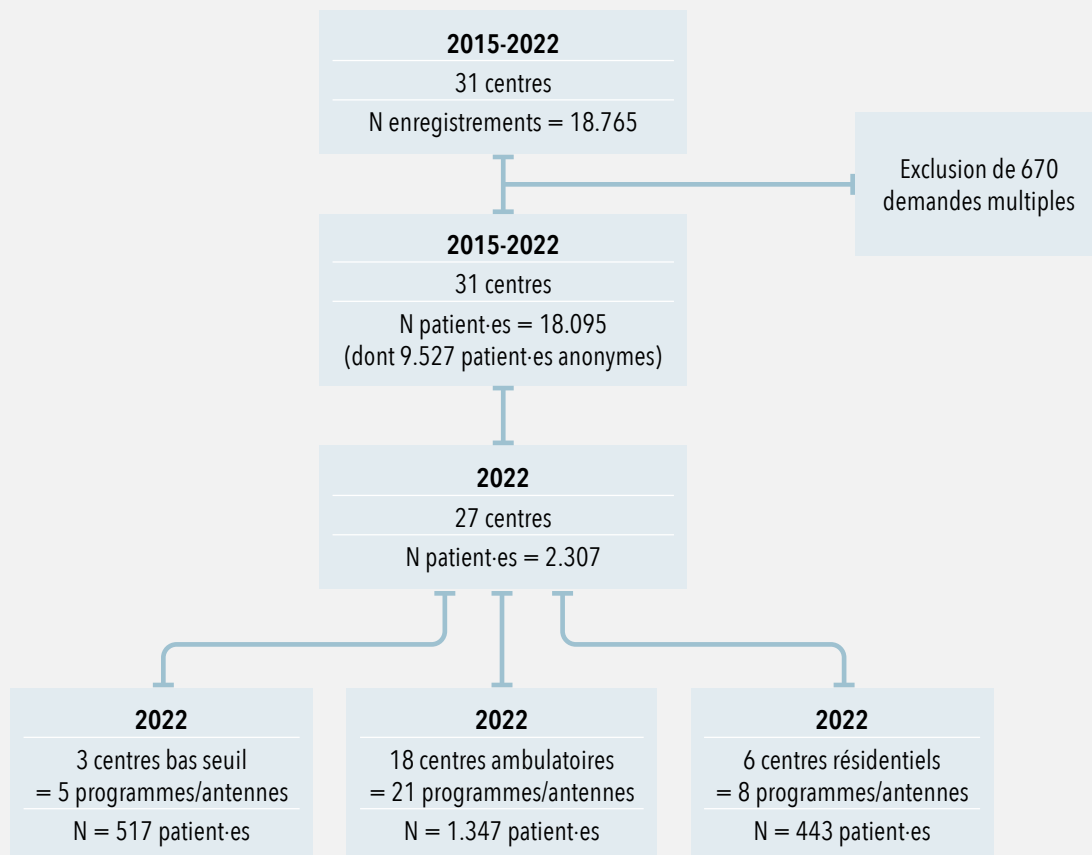 2015-2022
31 centres
N enregistrements = 18.765
Exclusion de 670
demandes multiples
2015-2022
31 centres
N patient·es = 18.095
(dont 9.527 patient·es anonymes)
2022
27 centres
N patient·es = 2.307
2022
3 centres bas seuil
= 5 programmes/antennes
N = 517 patient·es
2022
18 centres ambulatoires
= 21 programmes/antennes
N = 1.347 patient·es
2022
6 centres résidentiels
= 8 programmes/antennes
N = 443 patient·es